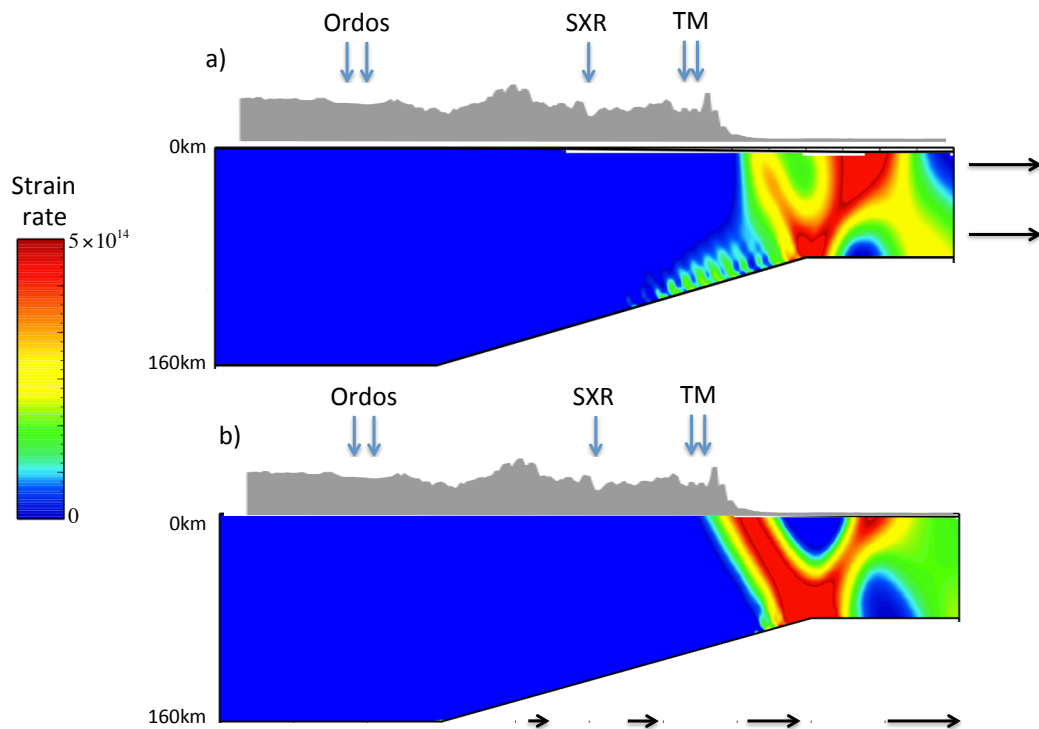 Ordos SXR TM
a)
0km
Strain
rate
5×10¹⁴
160km
Ordos SXR TM
b)
0
0km
160km